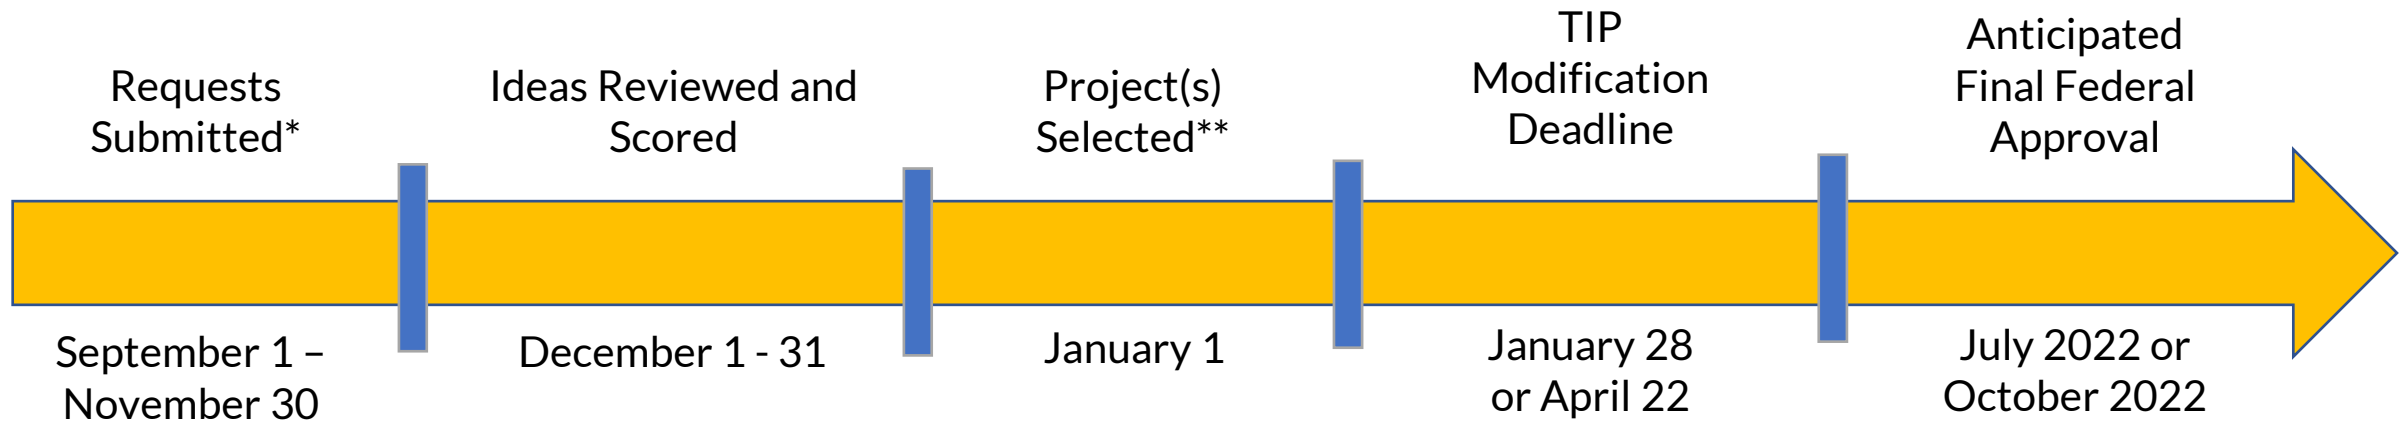 Requests
Submitted*
Ideas Reviewed and
Scored
Project(s)
Selected**
TIP
Modification
Deadline
Anticipated
Final Federal
Approval
September 1 –
November 30
December 1 - 31
January 1
January 28
or April 22
July 2022 or
October 2022